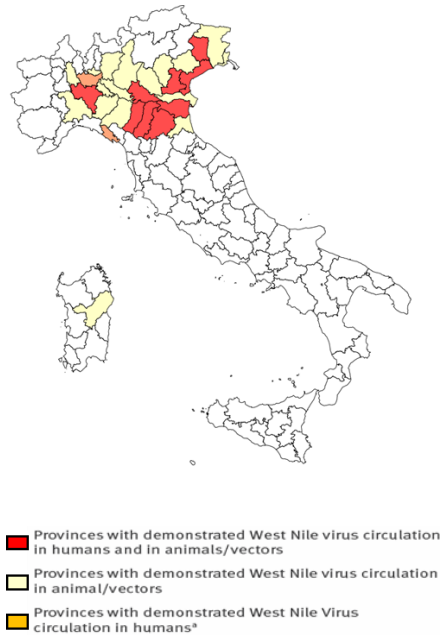 Provinces with demonstrated West Nile virus circulation
in humans and in animals/vectors
Provinces with demonstrated West Nile virus circulation
in animal/vectors
Provinces with demonstrated West Nile Virus
circulation in humansᵃ